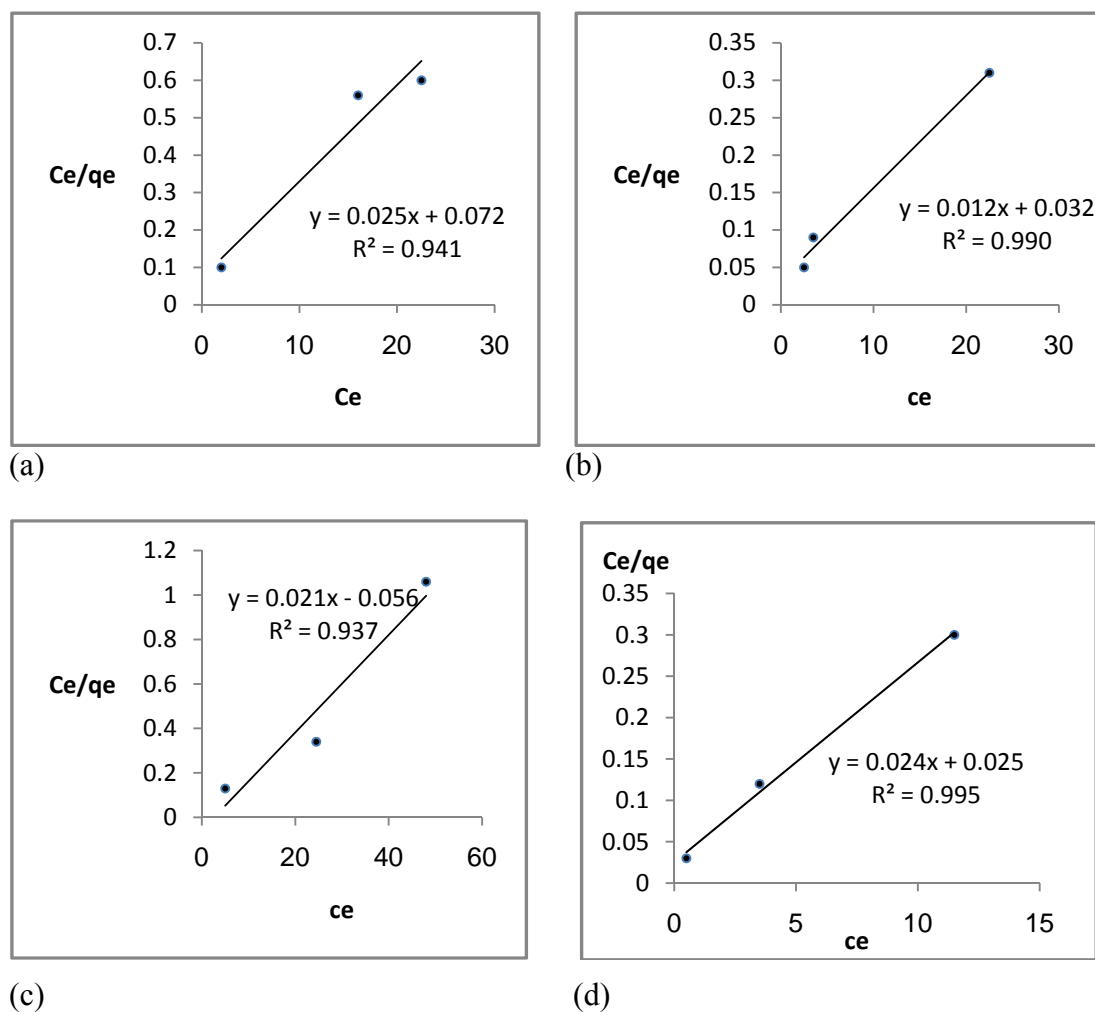 0.7
0.6
0.5
0.4
0.3
0.2
0.1
0
Ce/qe
y = 0.025x + 0.072
R² = 0.941
0 10 20 30
Ce
(a)
0.35
0.3
0.25
0.2
0.15
0.1
0.05
0
Ce/qe
y = 0.012x + 0.032
R² = 0.990
0 10 20 30
ce
(b)
1.2
1
0.8
0.6
0.4
0.2
0
Ce/qe
y = 0.021x - 0.056
R² = 0.937
0 20 40 60
ce
(c)
Ce/qe
0.35
0.3
0.25
0.2
0.15
0.1
0.05
0
y = 0.024x + 0.025
R² = 0.995
0 5 10 15
ce
(d)